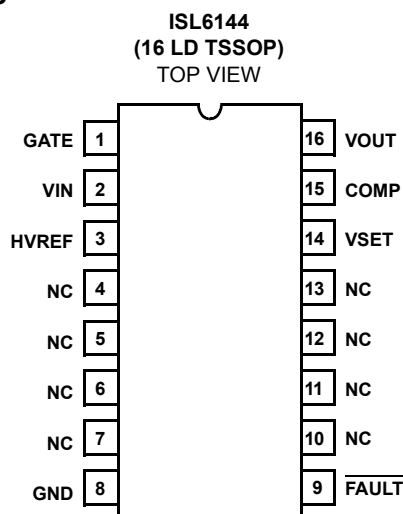 ISL6144
(16 LD TSSOP)
TOP VIEW
GATE 1 16 VOUT
VIN 2 15 COMP
HVREF 3 14 VSET
NC 4 13 NC
NC 5 12 NC
NC 6 11 NC
NC 7 10 NC
GND 8 9 FAULT